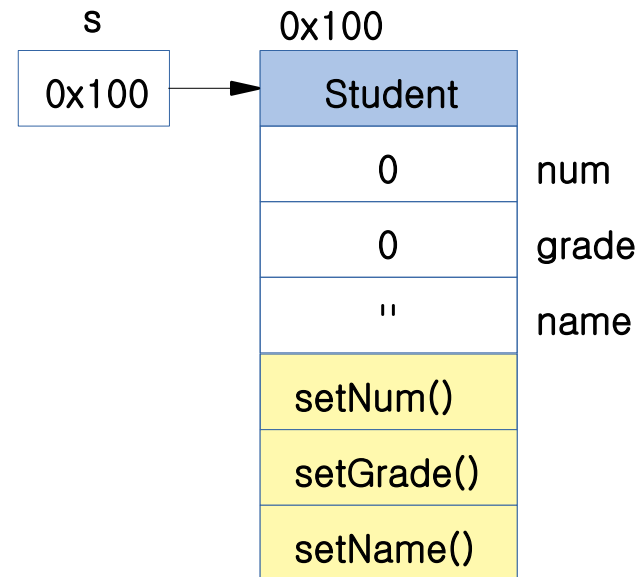 s
0x100
0x100
Student
0 num
0 grade
'' name
setNum()
setGrade()
setName()